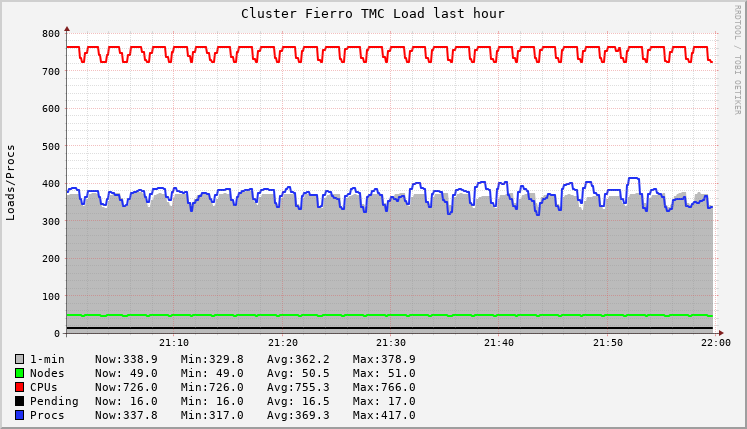 Cluster Fierro TMC Load last hour
RRDTOOL / TOBI OETIKER
Loads/Procs
800
700
600
500
400
300
200
100
0
21:10 21:20 21:30 21:40 21:50 22:00
1-min Now:338.9 Min:329.8 Avg:362.2 Max:378.9
Nodes Now: 49.0 Min: 49.0 Avg: 50.5 Max: 51.0
CPUs Now:726.0 Min:726.0 Avg:755.3 Max:766.0
Pending Now: 16.0 Min: 16.0 Avg: 16.5 Max: 17.0
Procs Now:337.8 Min:317.0 Avg:369.3 Max:417.0